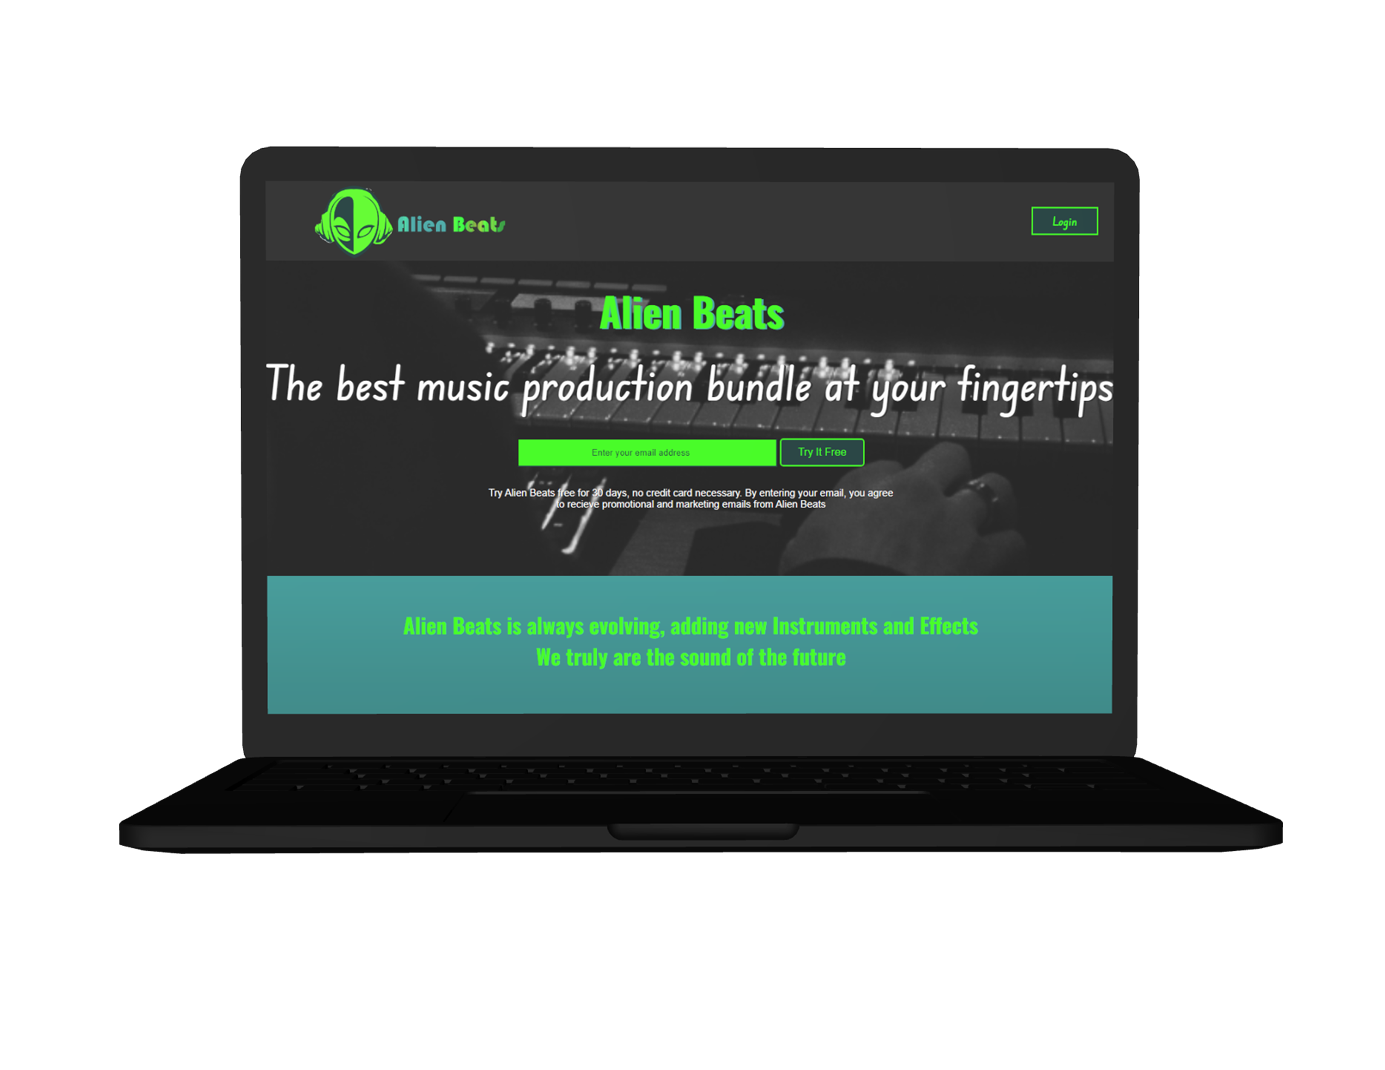 Alien Beats
Login
Alien Beats
The best music production bundle at your fingertips
Enter your email address
Try It Free
Try Alien Beats free for 30 days, no credit card necessary. By entering your email, you agree
to recieve promotional and marketing emails from Alien Beats
Alien Beats is always evolving, adding new Instruments and Effects
We truly are the sound of the future